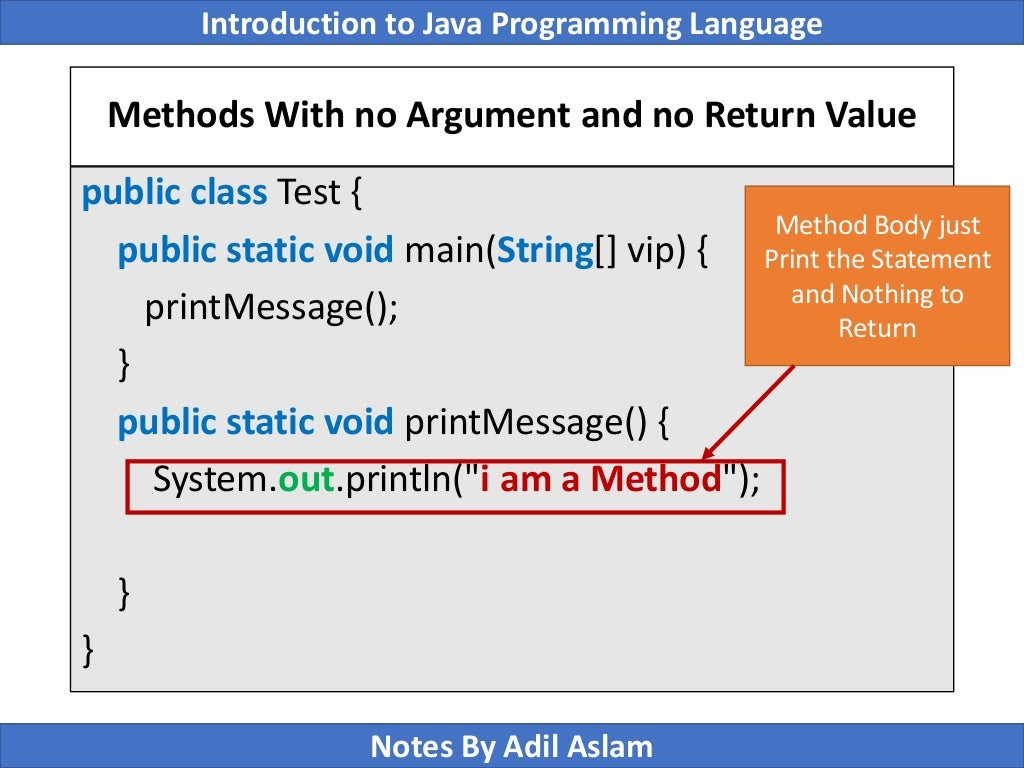 Introduction to Java Programming Language
Methods With no Argument and no Return Value
public class Test {
public static void main(String[] vip) {
printMessage();
}
public static void printMessage() {
System.out.println("i am a Method");
}
}
Method Body just
Print the Statement
and Nothing to
Return
Notes By Adil Aslam